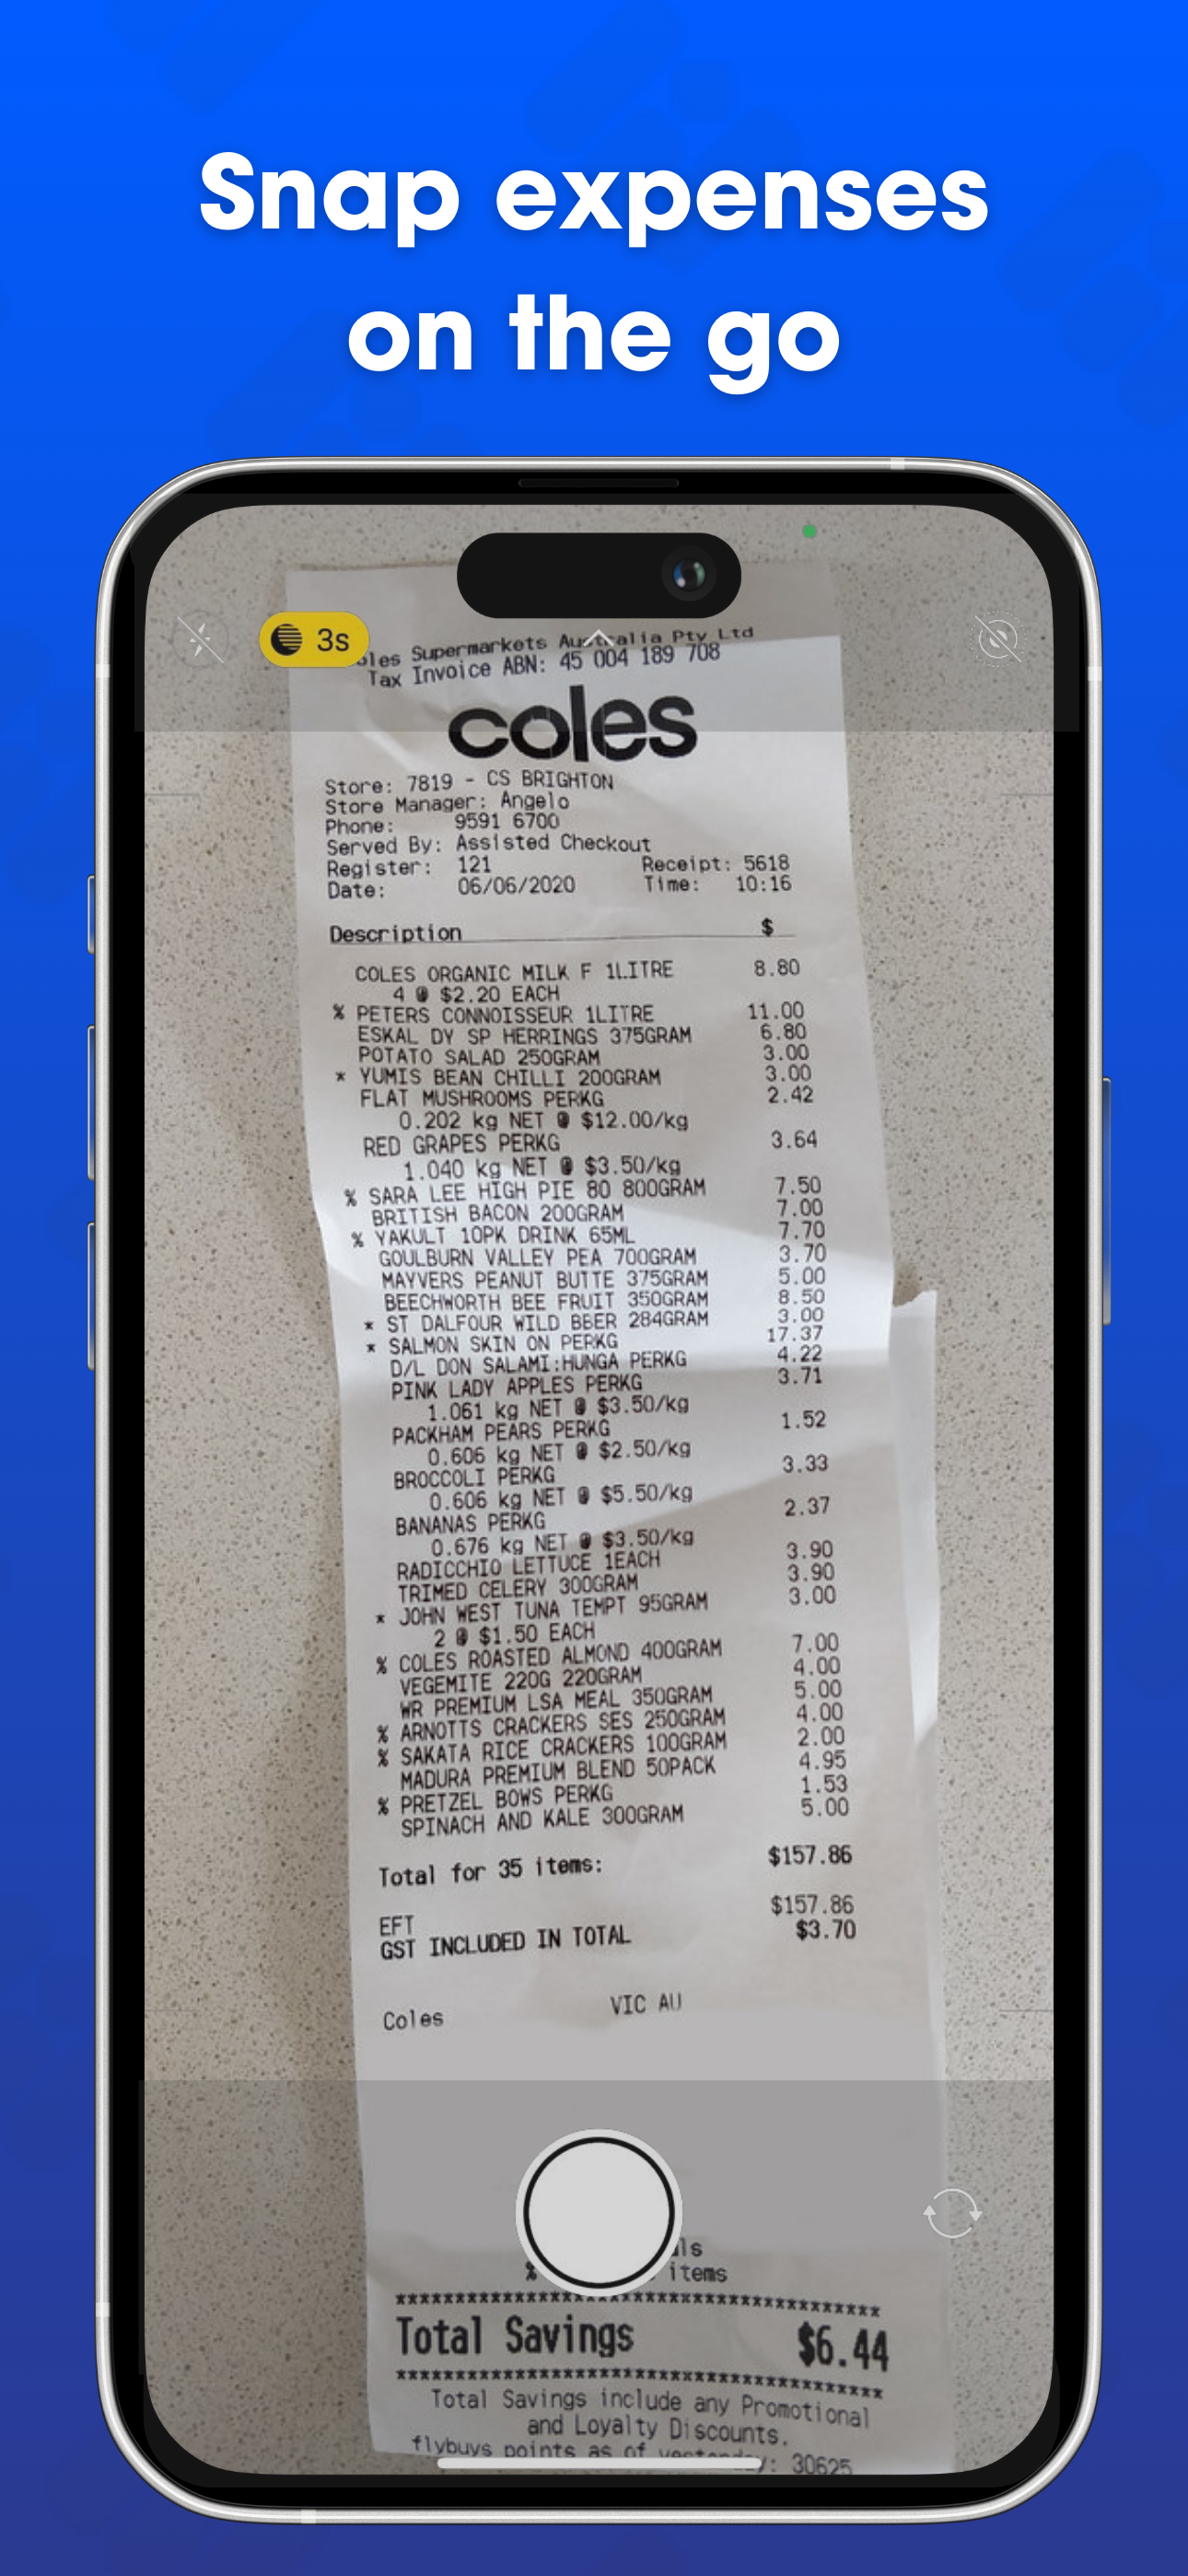 Snap expenses
on the go
3s
oles Supermarkets Australia Pty Ltd
Tax Invoice ABN: 45 004 189 708
coles
Store: 7819 - CS BRIGHTON
Store Manager: Angelo
Phone: 9591 6700
Served By: Assisted Checkout
Register: 121 Receipt: 5618
Date: 06/06/2020 Time: 10:16
Description $
COLES ORGANIC MILK F 1LITRE 8.80
4 @ $2.20 EACH
% PETERS CONNOISSEUR 1LITRE 11.00
ESKAL DY SP HERRINGS 375GRAM 6.80
POTATO SALAD 250GRAM 3.00
* YUMIS BEAN CHILLI 200GRAM 3.00
FLAT MUSHROOMS PERKG 2.42
0.202 kg NET @ $12.00/kg
RED GRAPES PERKG 3.64
1.040 kg NET @ $3.50/kg
% SARA LEE HIGH PIE 80 800GRAM 7.50
BRITISH BACON 200GRAM 7.00
% YAKULT 10PK DRINK 65ML 7.70
GOULBURN VALLEY PEA 700GRAM 3.70
MAYVERS PEANUT BUTTE 375GRAM 5.00
BEECHWORTH BEE FRUIT 350GRAM 8.50
* ST DALFOUR WILD BBER 284GRAM 3.00
* SALMON SKIN ON PERKG 17.37
D/L DON SALAMI:HUNGA PERKG 4.22
PINK LADY APPLES PERKG 3.71
1.061 kg NET @ $3.50/kg
PACKHAM PEARS PERKG 1.52
0.606 kg NET @ $2.50/kg
BROCCOLI PERKG 3.33
0.606 kg NET @ $5.50/kg
BANANAS PERKG 2.37
0.676 kg NET @ $3.50/kg
RADICCHIO LETTUCE 1EACH 3.90
TRIMED CELERY 300GRAM 3.90
* JOHN WEST TUNA TEMPT 95GRAM 3.00
2 @ $1.50 EACH
% COLES ROASTED ALMOND 400GRAM 7.00
VEGEMITE 220G 220GRAM 4.00
WR PREMIUM LSA MEAL 350GRAM 5.00
% ARNOTTS CRACKERS SES 250GRAM 4.00
% SAKATA RICE CRACKERS 100GRAM 2.00
MADURA PREMIUM BLEND 50PACK 4.95
% PRETZEL BOWS PERKG 1.53
SPINACH AND KALE 300GRAM 5.00
Total for 35 items: $157.86
EFT $157.86
GST INCLUDED IN TOTAL $3.70
Coles VIC AU
% items
****************************************
Total Savings $6.44
****************************************
Total Savings include any Promotional
and Loyalty Discounts.
flybuys points as of yesterday: 30625